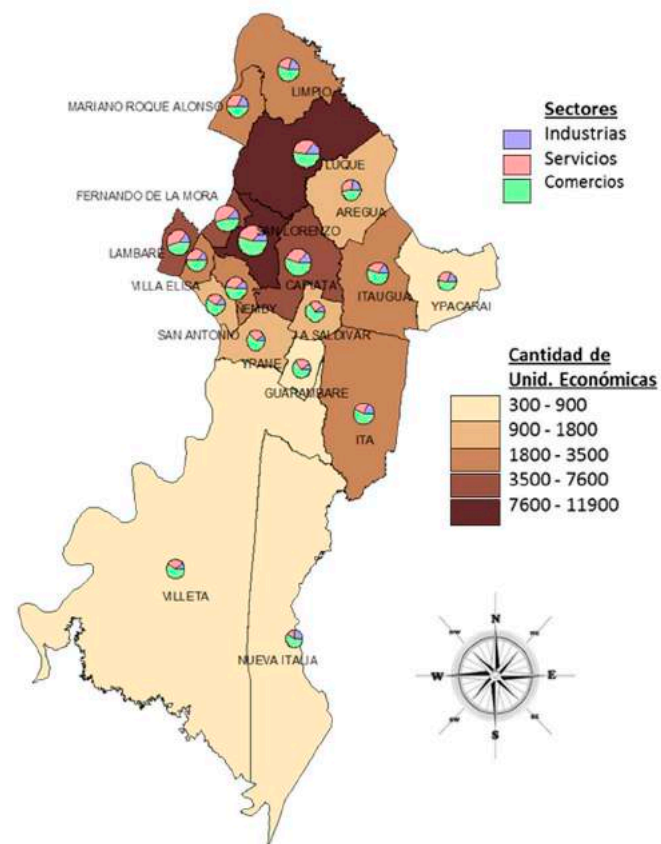 LIMPIO
MARIANO ROQUE ALONSO
LUQUE
FERNANDO DE LA MORA
AREGUA
SAN LORENZO
LAMBARE
CAPIATA
VILLA ELISA
ITAUGUA
YPACARAI
ÑEMBY
SAN ANTONIO
J.A SALDIVAR
YPANE
GUARAMBARE
ITA
VILLETA
NUEVA ITALIA
Sectores
Industrias
Servicios
Comercios
Cantidad de
Unid. Económicas
300 - 900
900 - 1800
1800 - 3500
3500 - 7600
7600 - 11900
N
W
E
S